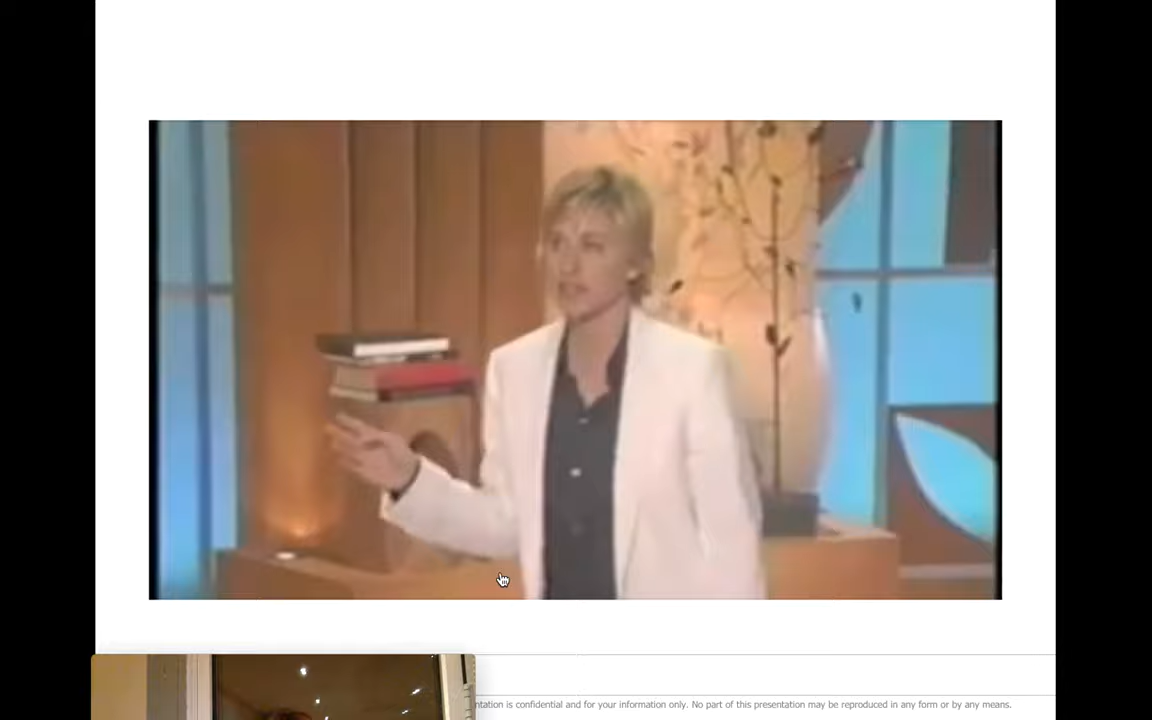 ntation is confidential and for your information only. No part of this presentation may be reproduced in any form or by any means.